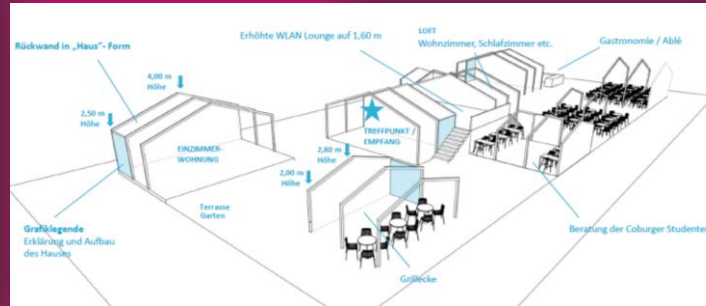 Rückwand in „Haus"- Form
Erhöhte WLAN Lounge auf 1,60 m
LOFT
Wohnzimmer, Schlafzimmer etc.
Gastronomie / Ablè
4,00 m
Höhe
2,50 m
Höhe
EINZIMMER-
WOHNUNG
TREFFPUNKT /
EMPFANG
2,80 m
Höhe
2,00 m
Höhe
Terrasse
Garten
Grafiklegende
Erklärung und Aufbau
des Hauses
Grillecke
Beratung der Coburger Studenten